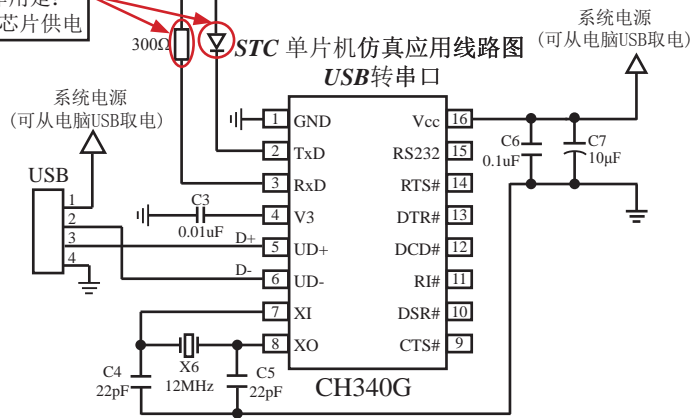 芯片供电
300Ω
STC 单片机仿真应用线路图
USB转串口
系统电源
(可从电脑USB取电)
系统电源
(可从电脑USB取电)
USB
1
2
3
4
C3
0.01uF
D+
D-
1 GND
2 TxD
3 RxD
4 V3
5 UD+
6 UD-
7 XI
8 XO
Vcc 16
RS232 15
RTS# 14
DTR# 13
DCD# 12
RI# 11
DSR# 10
CTS# 9
C6
0.1uF
C7
10μF
C4
22pF
X6
12MHz
C5
22pF
CH340G